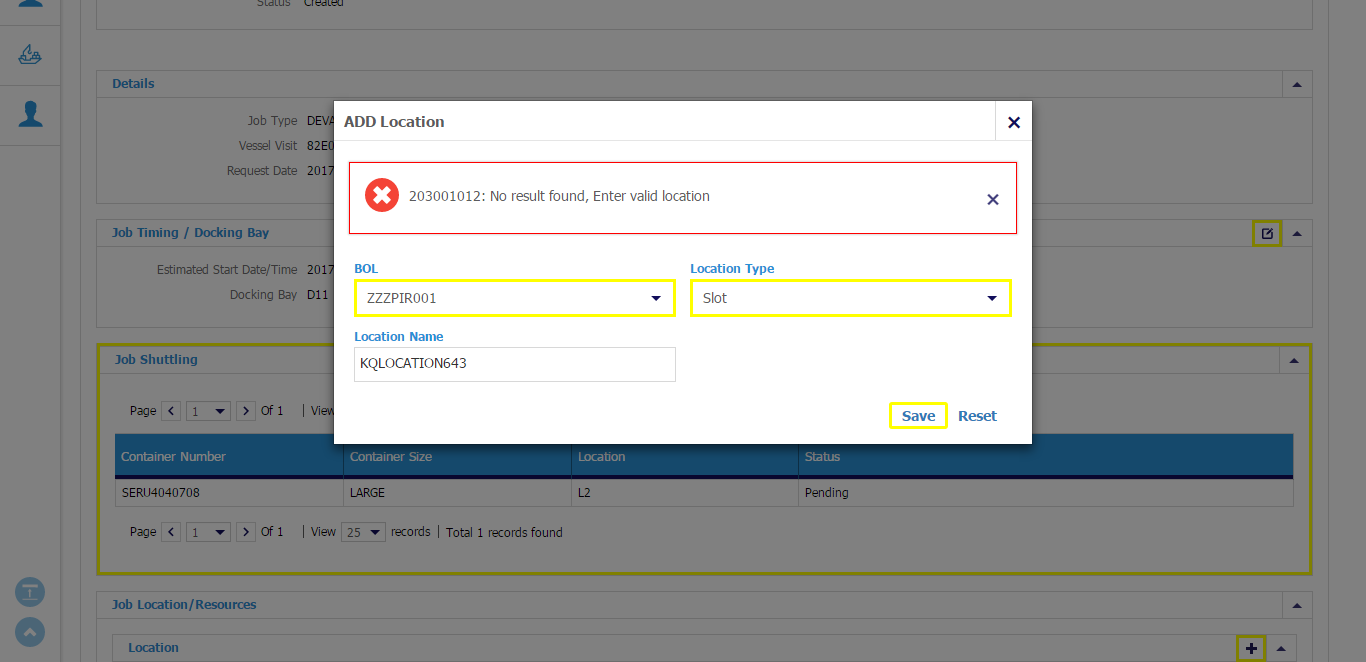 Status Created
Details
Job Type DEVA
Vessel Visit 82E0
Request Date 2017
ADD Location
203001012: No result found, Enter valid location
BOL Location Type
ZZZPIR001 Slot
Location Name
KQLOCATION643
Save Reset
Job Timing / Docking Bay
Estimated Start Date/Time 2017
Docking Bay D11
Job Shuttling
Page 1 Of 1 | View
Container Number Container Size Location Status
SERU4040708 LARGE L2 Pending
Page 1 Of 1 | View 25 records | Total 1 records found
Job Location/Resources
Location